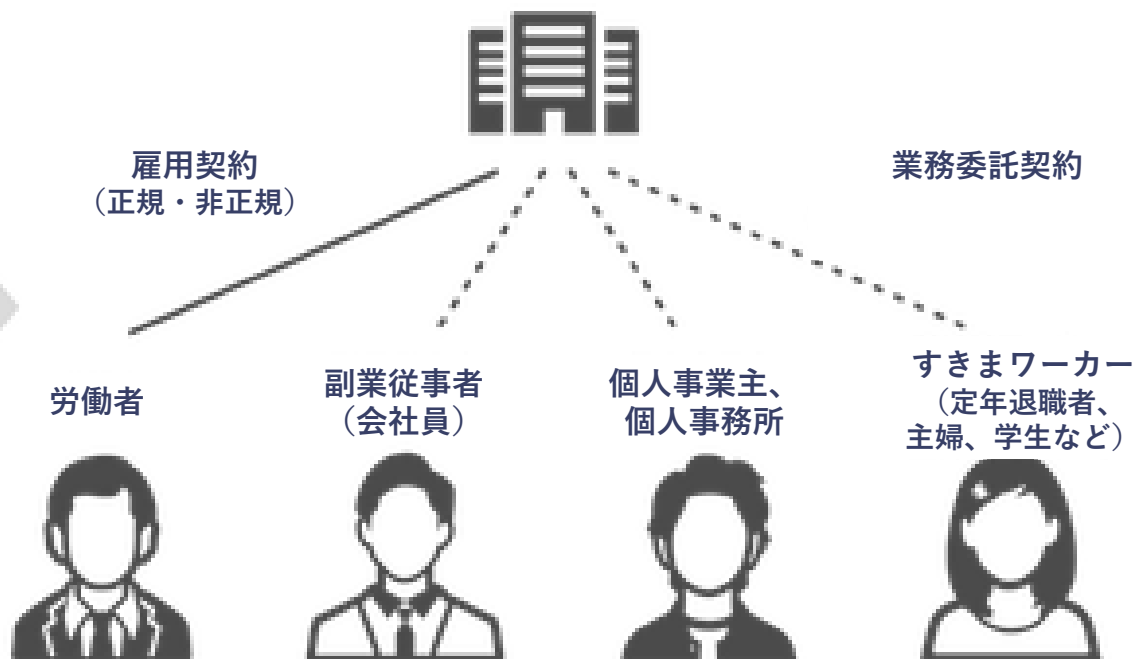 雇用契約
（正規・非正規）
業務委託契約
労働者
副業従事者
（会社員）
個人事業主、
個人事務所
すきまワーカー
（定年退職者、
主婦、学生など）